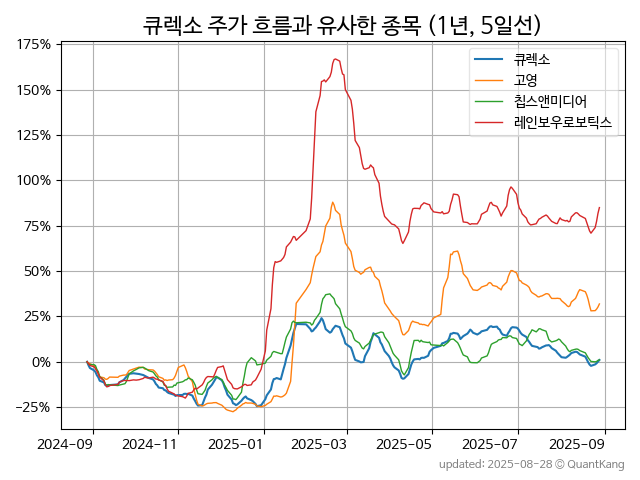 큐렉소 주가 흐름과 유사한 종목 (1년, 5일선)
175%
150%
125%
100%
75%
50%
25%
0%
−25%
큐렉소
고영
칩스앤미디어
레인보우로보틱스
2024-09
2024-11
2025-01
2025-03
2025-05
2025-07
2025-09
updated: 2025-08-28 © QuantKang